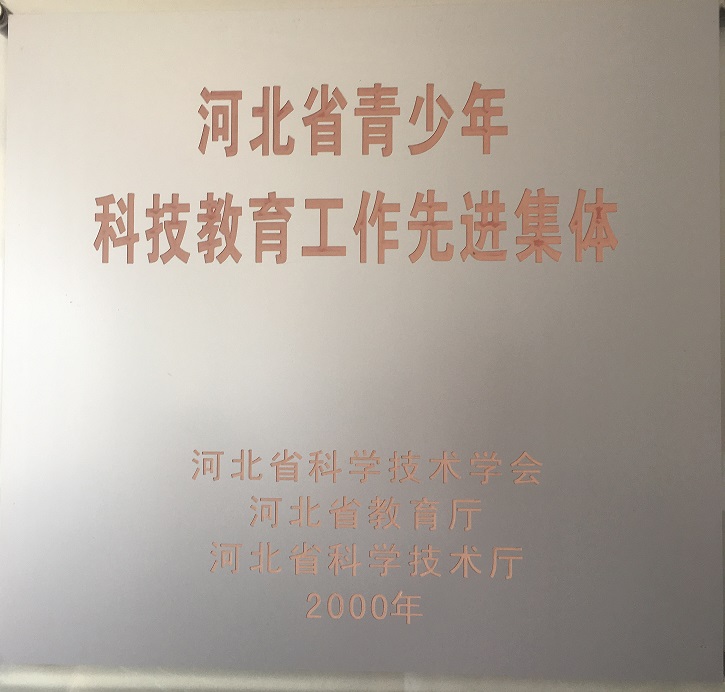 河北省青少年
科技教育工作先进集体
河北省科学技术学会
河北省教育厅
河北省科学技术厅
2000年